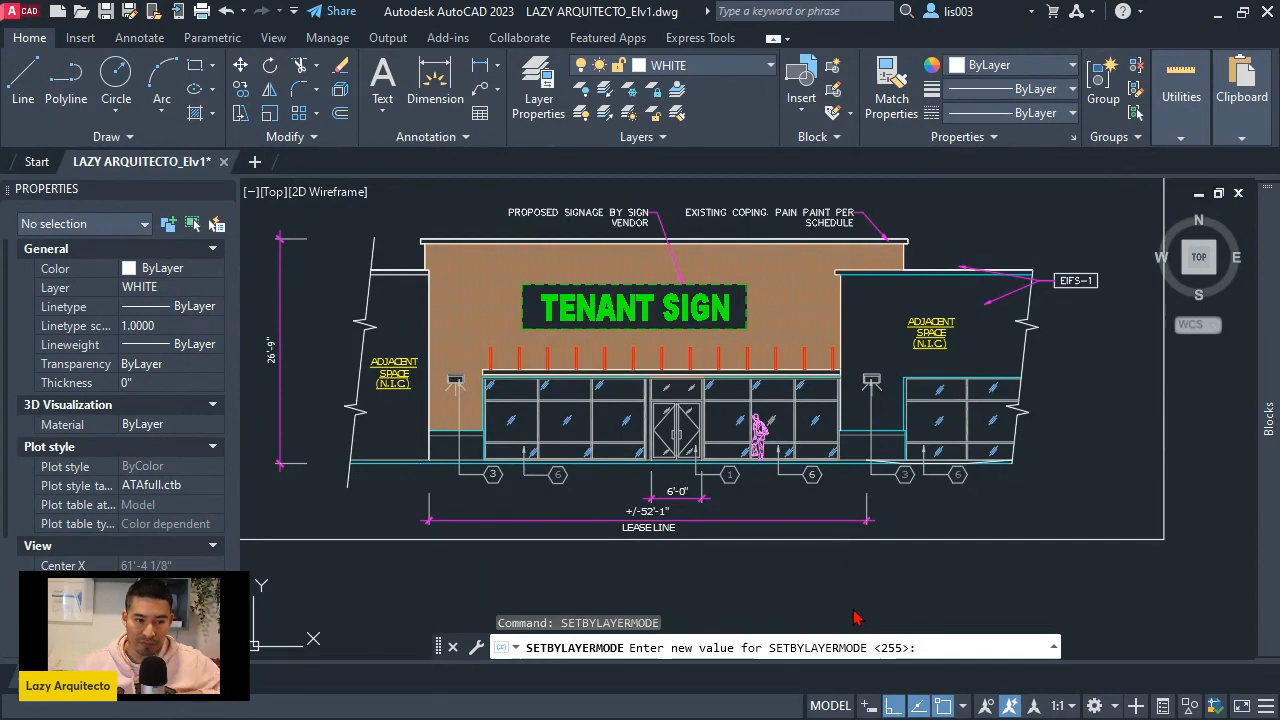 CAD
Share
Autodesk AutoCAD 2023 LAZY ARQUITECTO_Elv1.dwg
Type a keyword or phrase
lis003
Home Insert Annotate Parametric View Manage Output Add-ins Collaborate Featured Apps Express Tools
WHITE
ByLayer
ByLayer
ByLayer
Line Polyline Circle Arc
Text Dimension
Layer
Properties
Insert
Match
Properties
Group
Utilities
Clipboard
Draw
Modify
Annotation
Layers
Block
Properties
Groups
Start
LAZY ARQUITECTO_Elv1*
PROPERTIES
No selection
General
Color ByLayer
Layer WHITE
Linetype ByLayer
Linetype sc... 1.0000
Lineweight ByLayer
Transparency ByLayer
Thickness 0"
3D Visualization
Material ByLayer
Plot style
Plot style ByColor
Plot style ta... ATAfull.ctb
Plot table at... Model
Plot table ty... Color dependent
View
Center X 61'-4 1/8"
[−][Top][2D Wireframe]
PROPOSED SIGNAGE BY SIGN
VENDOR
EXISTING COPING. PAIN PAINT PER
SCHEDULE
EIFS-1
TENANT SIGN
ADJACENT
SPACE
(N.I.C.)
ADJACENT
SPACE
(N.I.C.)
26'-9"
3 6 1 6 3 6
6'-0"
+/-52'-1"
LEASE LINE
N
W TOP E
S
WCS
Blocks
Y
X
Command: SETBYLAYERMODE
SETBYLAYERMODE Enter new value for SETBYLAYERMODE <255>:
Lazy Arquitecto
MODEL
1:1